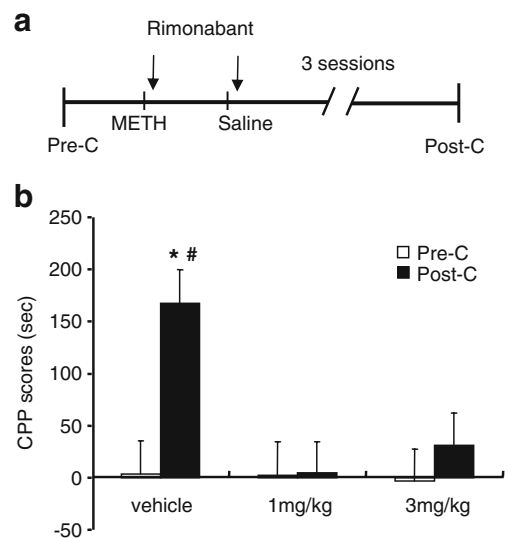 a
Rimonabant
3 sessions
METH
Saline
Pre-C
Post-C
b
250
200
150
100
50
0
-50
CPP scores (sec)
* #
Pre-C
Post-C
vehicle
1mg/kg
3mg/kg